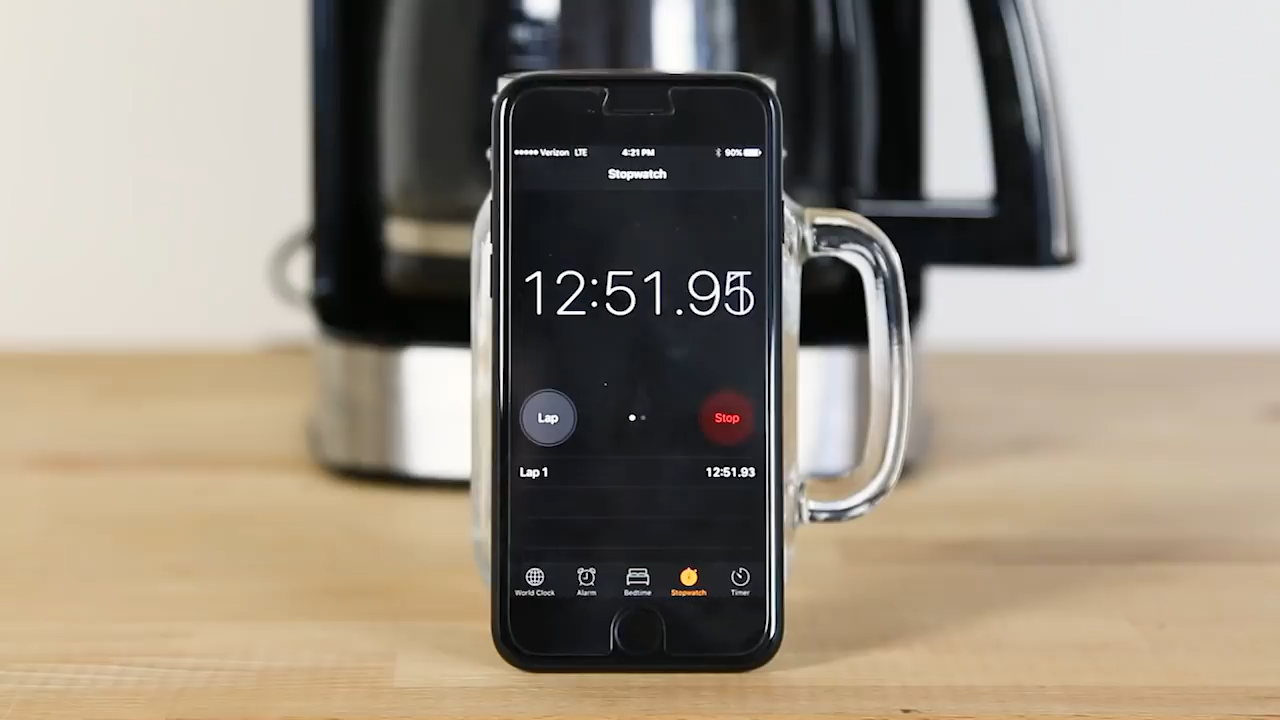 Verizon LTE 4:21 PM 90%
Stopwatch
12:51.95
Lap Stop
Lap 1 12:51.93
World Clock Alarm Bedtime Stopwatch Timer